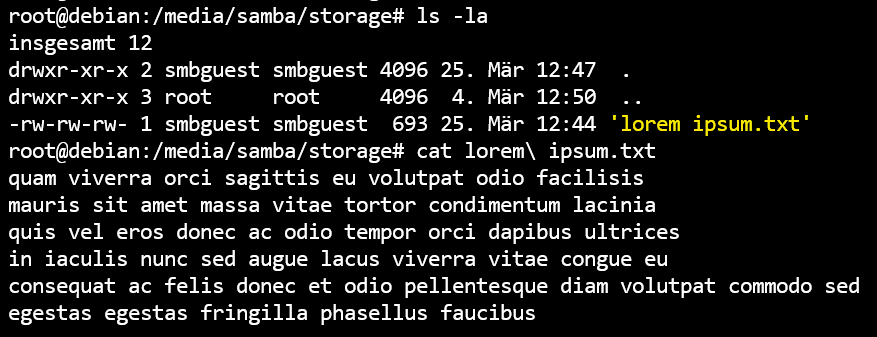 root@debian:/media/samba/storage# ls -la
insgesamt 12
drwxr-xr-x 2 smbguest smbguest 4096 25. Mär 12:47  .
drwxr-xr-x 3 root     root     4096  4. Mär 12:50  ..
-rw-rw-rw- 1 smbguest smbguest  693 25. Mär 12:44 'lorem ipsum.txt'
root@debian:/media/samba/storage# cat lorem\ ipsum.txt
quam viverra orci sagittis eu volutpat odio facilisis
mauris sit amet massa vitae tortor condimentum lacinia
quis vel eros donec ac odio tempor orci dapibus ultrices
in iaculis nunc sed augue lacus viverra vitae congue eu
consequat ac felis donec et odio pellentesque diam volutpat commodo sed
egestas egestas fringilla phasellus faucibus